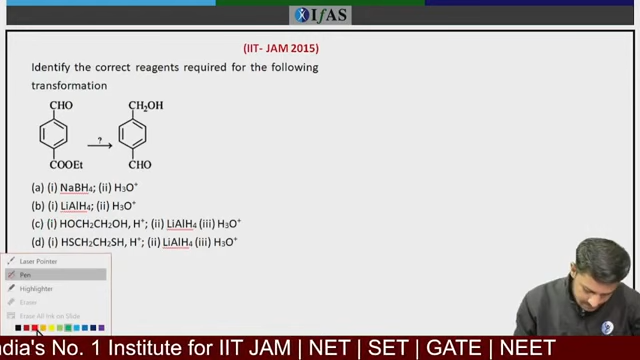 IfAS
(IIT- JAM 2015)
Identify the correct reagents required for the following
transformation
CHO
CH2OH
?
COOEt
CHO
(a) (i) NaBH4; (ii) H3O+
(b) (i) LiAlH4; (ii) H3O+
(c) (i) HOCH2CH2OH, H+; (ii) LiAlH4 (iii) H3O+
(d) (i) HSCH2CH2SH, H+; (ii) LiAlH4 (iii) H3O+
Laser Pointer
Pen
Highlighter
Eraser
Erase All Ink on Slide
ndia's No. 1 Institute for IIT JAM | NET | SET | GATE | NEET